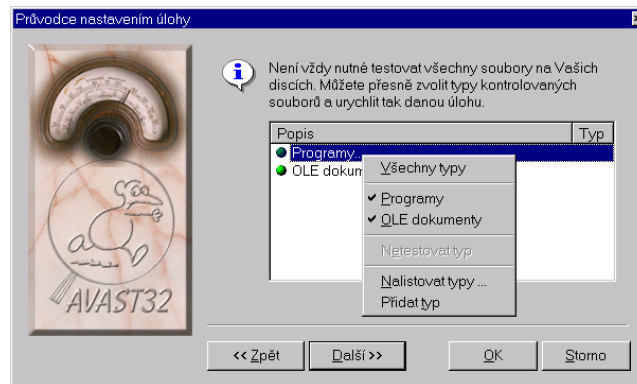 Průvodce nastavením úlohy
Není vždy nutné testovat všechny soubory na Vašich
discích. Můžete přesně zvolit typy kontrolovaných
souborů a urychlit tak danou úlohu.
Popis Typ
Programy...
OLE dokum
Všechny typy
Programy
OLE dokumenty
Netestovat typ
Nalistovat typy ...
Přidat typ
AVAST32
<< Zpět Další >> OK Storno